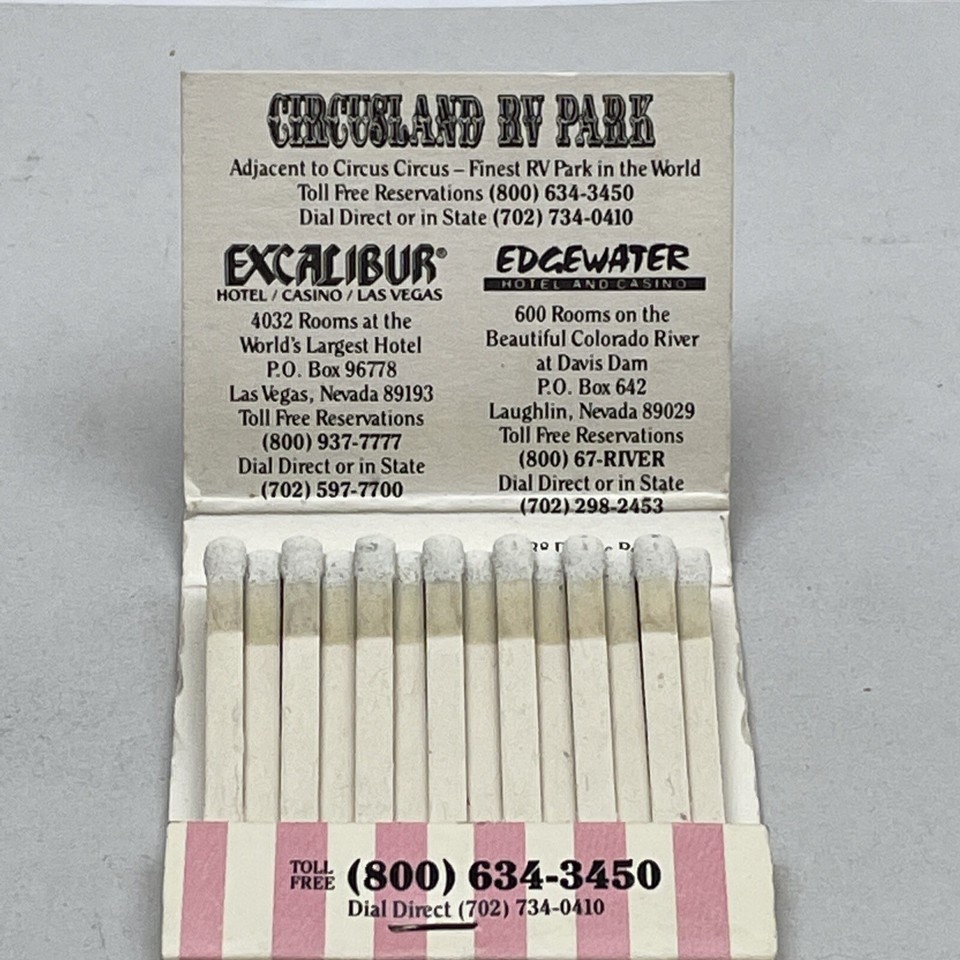 CIRCUSLAND RV PARK
Adjacent to Circus Circus – Finest RV Park in the World
Toll Free Reservations (800) 634-3450
Dial Direct or in State (702) 734-0410
EXCALIBUR®
HOTEL / CASINO / LAS VEGAS
4032 Rooms at the
World's Largest Hotel
P.O. Box 96778
Las Vegas, Nevada 89193
Toll Free Reservations
(800) 937-7777
Dial Direct or in State
(702) 597-7700
EDGEWATER
HOTEL AND CASINO
600 Rooms on the
Beautiful Colorado River
at Davis Dam
P.O. Box 642
Laughlin, Nevada 89029
Toll Free Reservations
(800) 67-RIVER
Dial Direct or in State
(702) 298-2453
TOLL FREE (800) 634-3450
Dial Direct (702) 734-0410